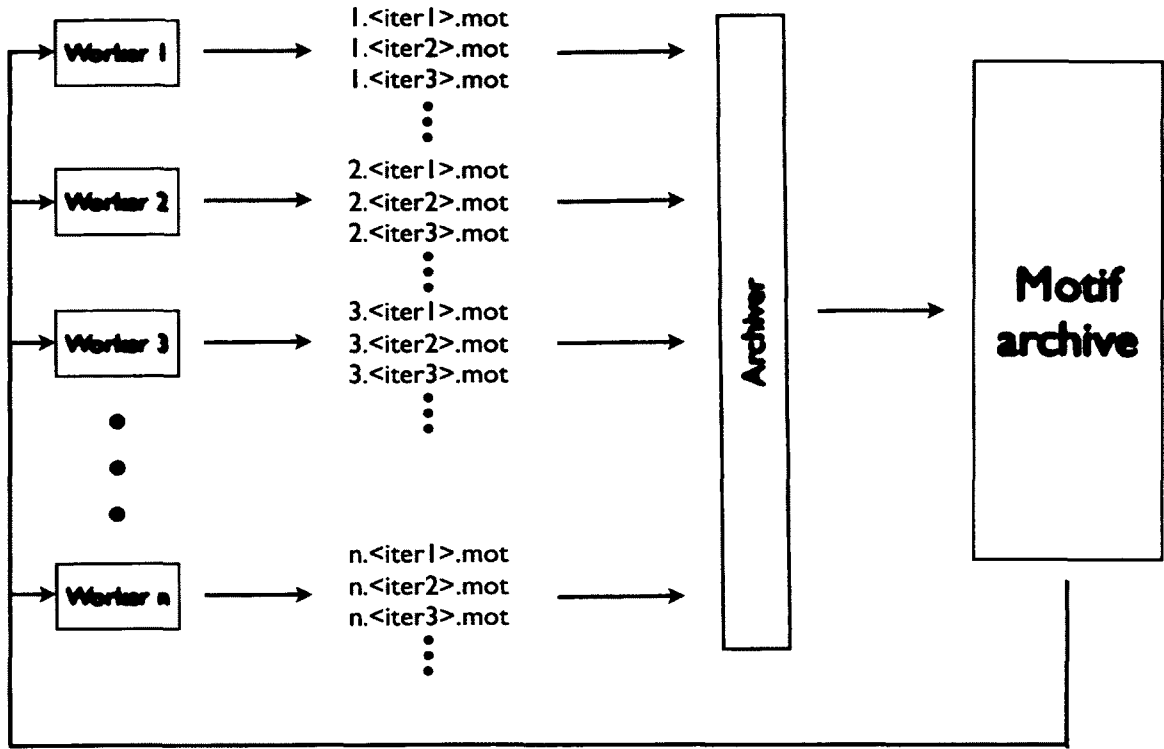 Worker 1
1.<iter1>.mot
1.<iter2>.mot
1.<iter3>.mot
Worker 2
2.<iter1>.mot
2.<iter2>.mot
2.<iter3>.mot
Worker 3
3.<iter1>.mot
3.<iter2>.mot
3.<iter3>.mot
Worker n
n.<iter1>.mot
n.<iter2>.mot
n.<iter3>.mot
Archiver
Motif
archive